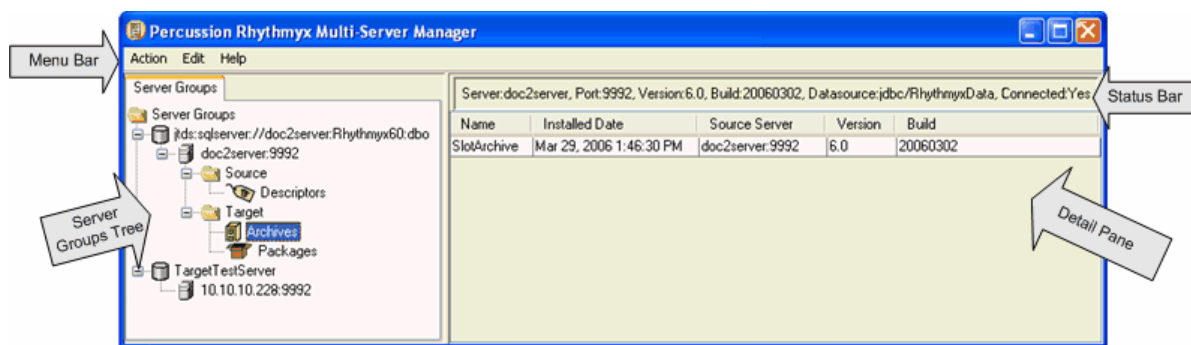 Percussion Rhythmyx Multi-Server Manager
Menu Bar
Action Edit Help
Server Groups
Server:doc2server, Port:9992, Version:6.0, Build:20060302, Datasource:jdbc/RhythmyxData, Connected:Yes
Status Bar
Server Groups
jtds:sqlserver://doc2server:Rhythmyx60:dbo
doc2server:9992
Source
Descriptors
Target
Archives
Packages
TargetTestServer
10.10.10.228:9992
Server
Groups Tree
Name Installed Date Source Server Version Build
SlotArchive Mar 29, 2006 1:46:30 PM doc2server:9992 6.0 20060302
Detail Pane